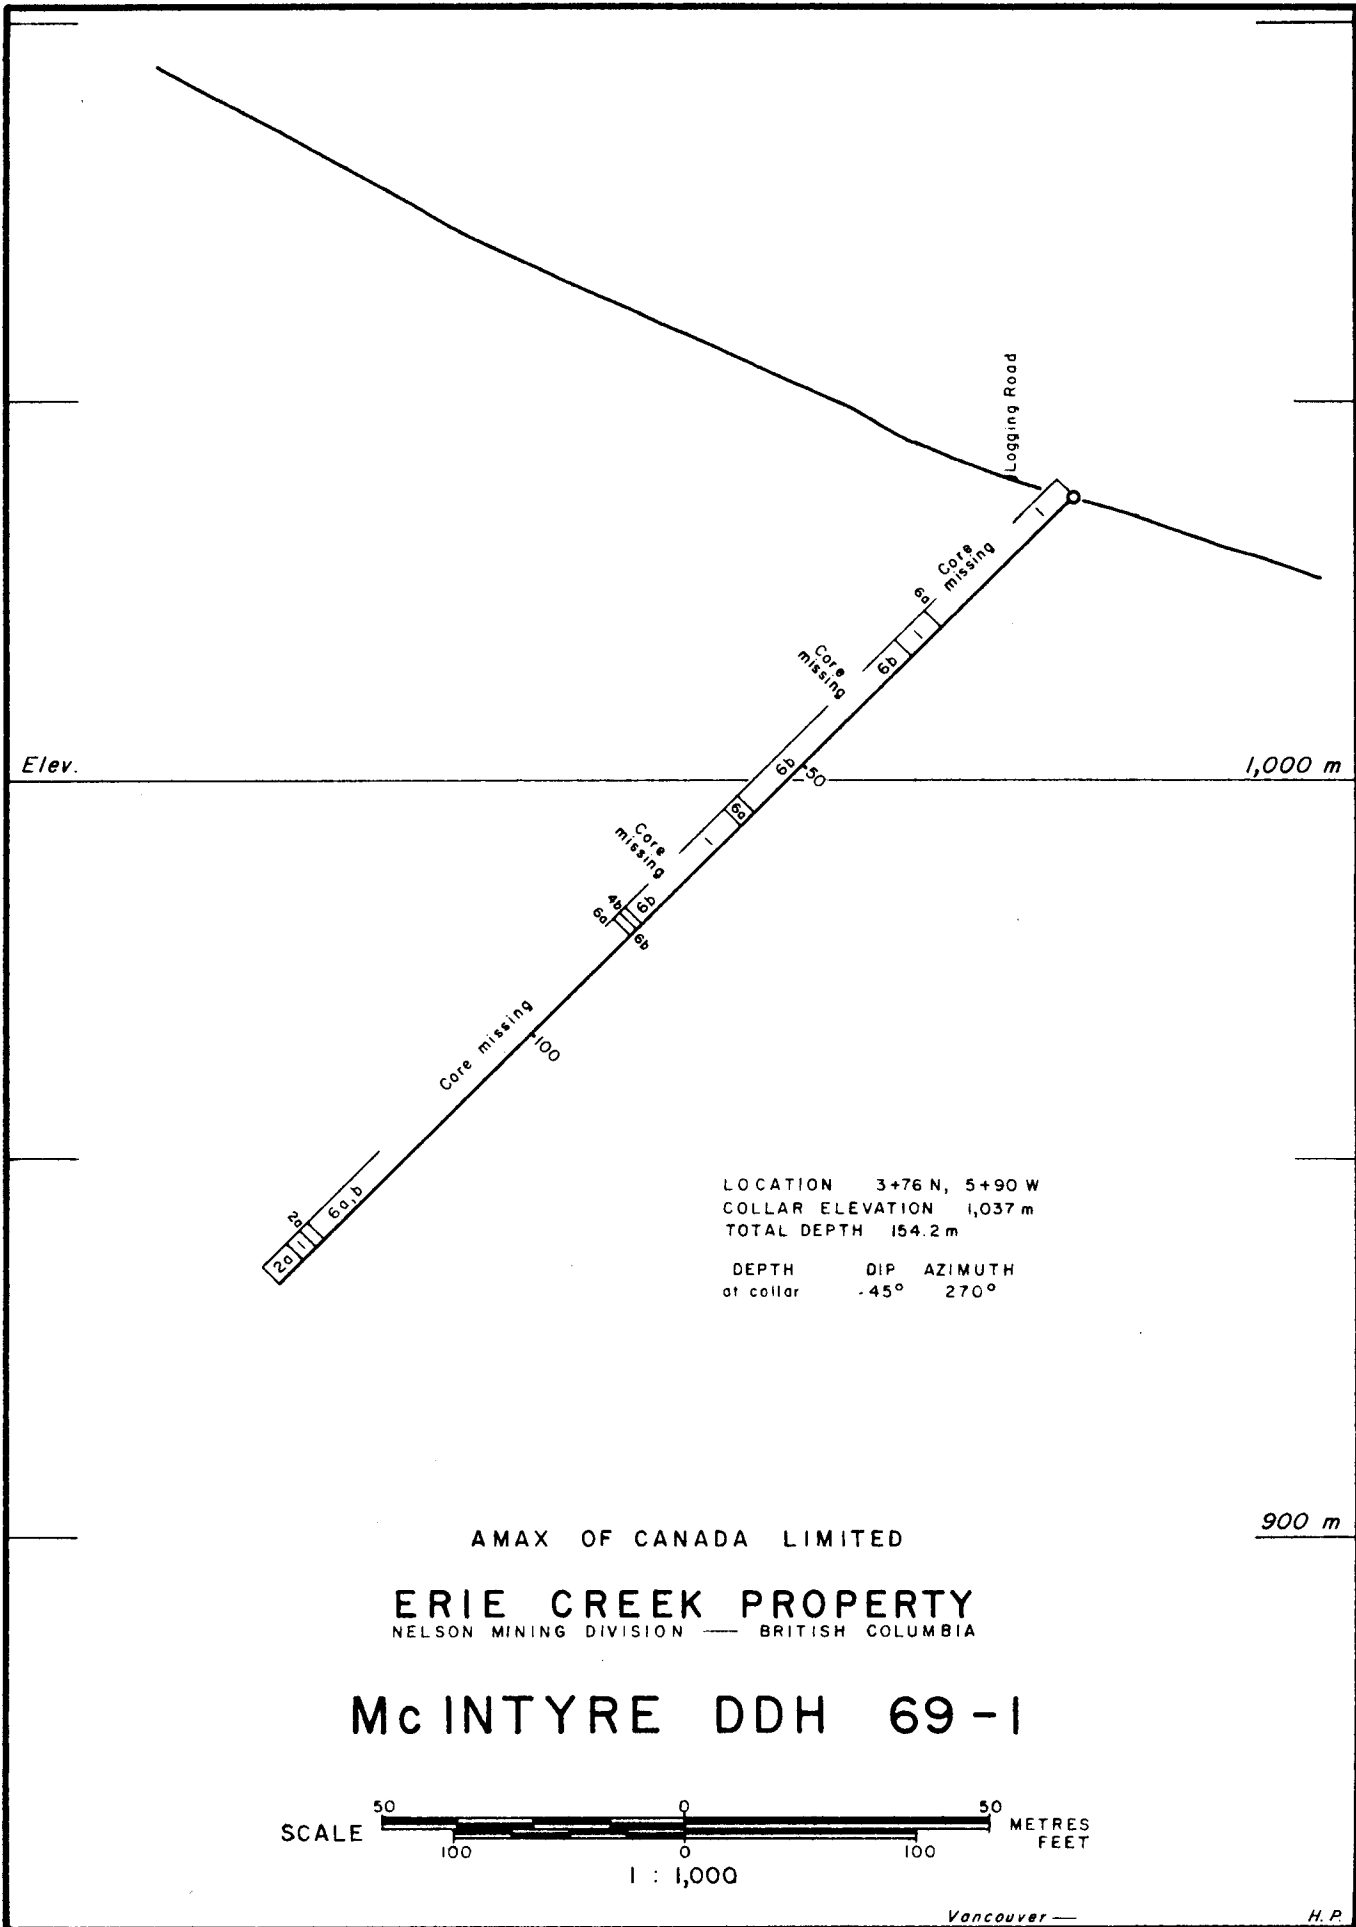 Logging Road
1
Core
missing
6a
1
6b
Core
missing
Elev.
1,000 m
6b
50
6a
1
Core
missing
4b
6a
6b
6b
Core missing
100
6a,b
2a
1
2a
LOCATION 3+76 N, 5+90 W
COLLAR ELEVATION 1,037 m
TOTAL DEPTH 154.2 m
DEPTH DIP AZIMUTH
at collar -45° 270°
900 m
AMAX OF CANADA LIMITED
ERIE CREEK PROPERTY
NELSON MINING DIVISION — BRITISH COLUMBIA
Mc INTYRE DDH 69-1
50 0 50
SCALE METRES
FEET
100 0 100
1 : 1,000
Vancouver — H.P.